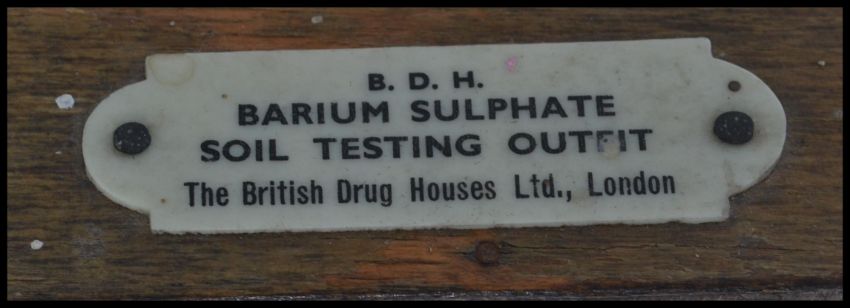 B. D. H.
BARIUM SULPHATE
SOIL TESTING OUTFIT
The British Drug Houses Ltd., London